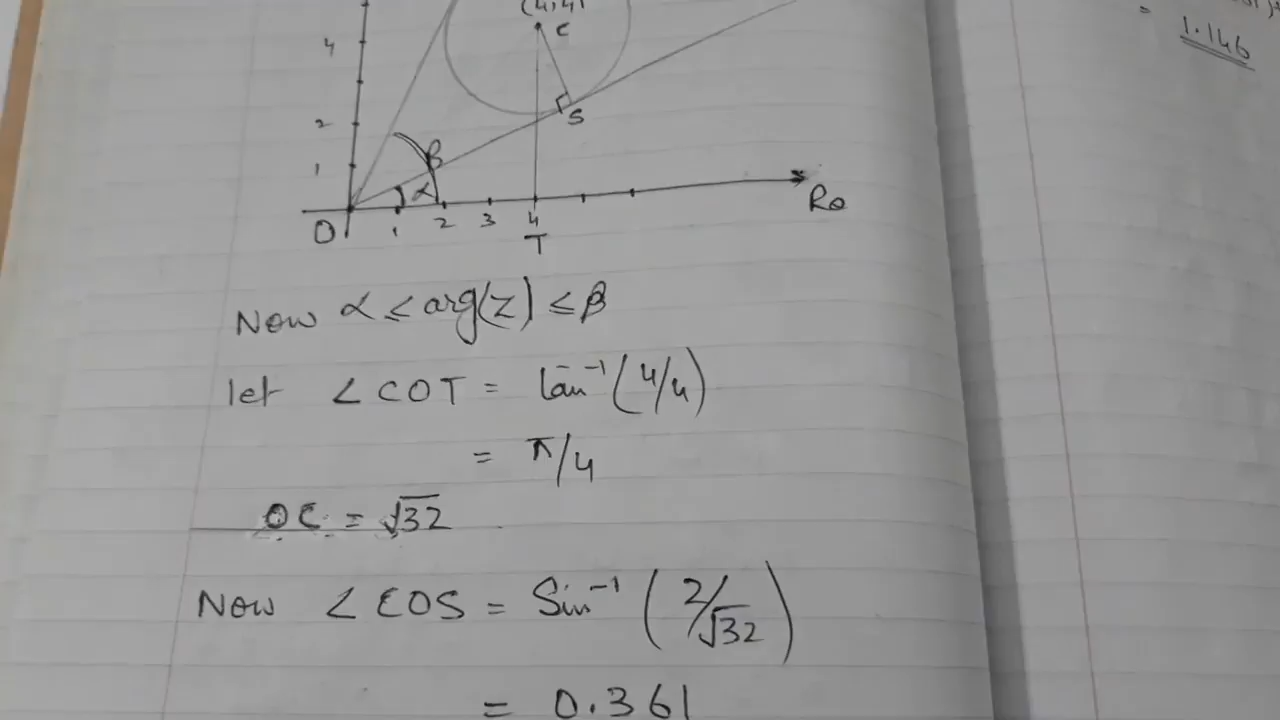 (4,4)
4
C
= 1.146
2
S
1
β
α
Re
O
1 2 3 4
T
Now α ≤ arg(z) ≤ β
let ∠COT = tan⁻¹(4/4)
= π/4
OC = √32
Now ∠COS = Sin⁻¹(2/√32)
= 0.361